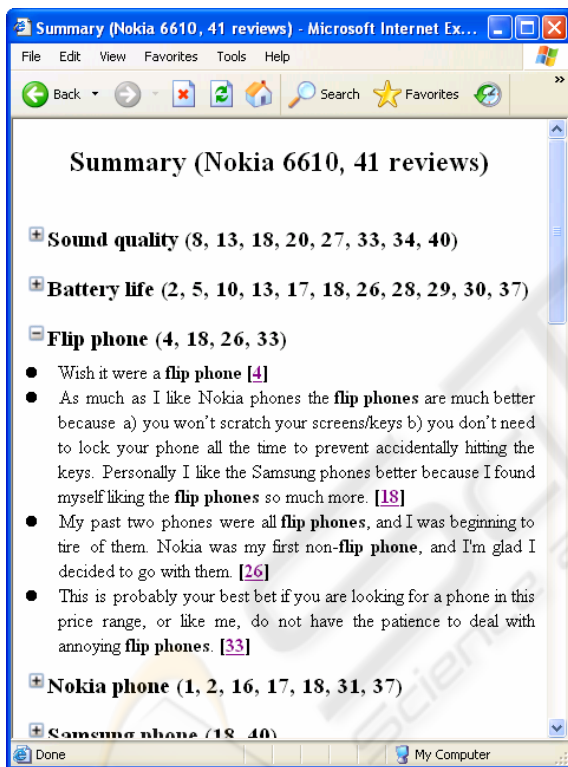 Summary (Nokia 6610, 41 reviews) - Microsoft Internet Ex...
File Edit View Favorites Tools Help
Back Search Favorites »
Summary (Nokia 6610, 41 reviews)
Sound quality (8, 13, 18, 20, 27, 33, 34, 40)
Battery life (2, 5, 10, 13, 17, 18, 26, 28, 29, 30, 37)
Flip phone (4, 18, 26, 33)
● Wish it were a flip phone [4]
● As much as I like Nokia phones the flip phones are much better
because a) you won't scratch your screens/keys b) you don't need
to lock your phone all the time to prevent accidentally hitting the
keys. Personally I like the Samsung phones better because I found
myself liking the flip phones so much more. [18]
● My past two phones were all flip phones, and I was beginning to
tire of them. Nokia was my first non-flip phone, and I'm glad I
decided to go with them. [26]
● This is probably your best bet if you are looking for a phone in this
price range, or like me, do not have the patience to deal with
annoying flip phones. [33]
Nokia phone (1, 2, 16, 17, 18, 31, 37)
Samsung phone (18, 40)
Done My Computer